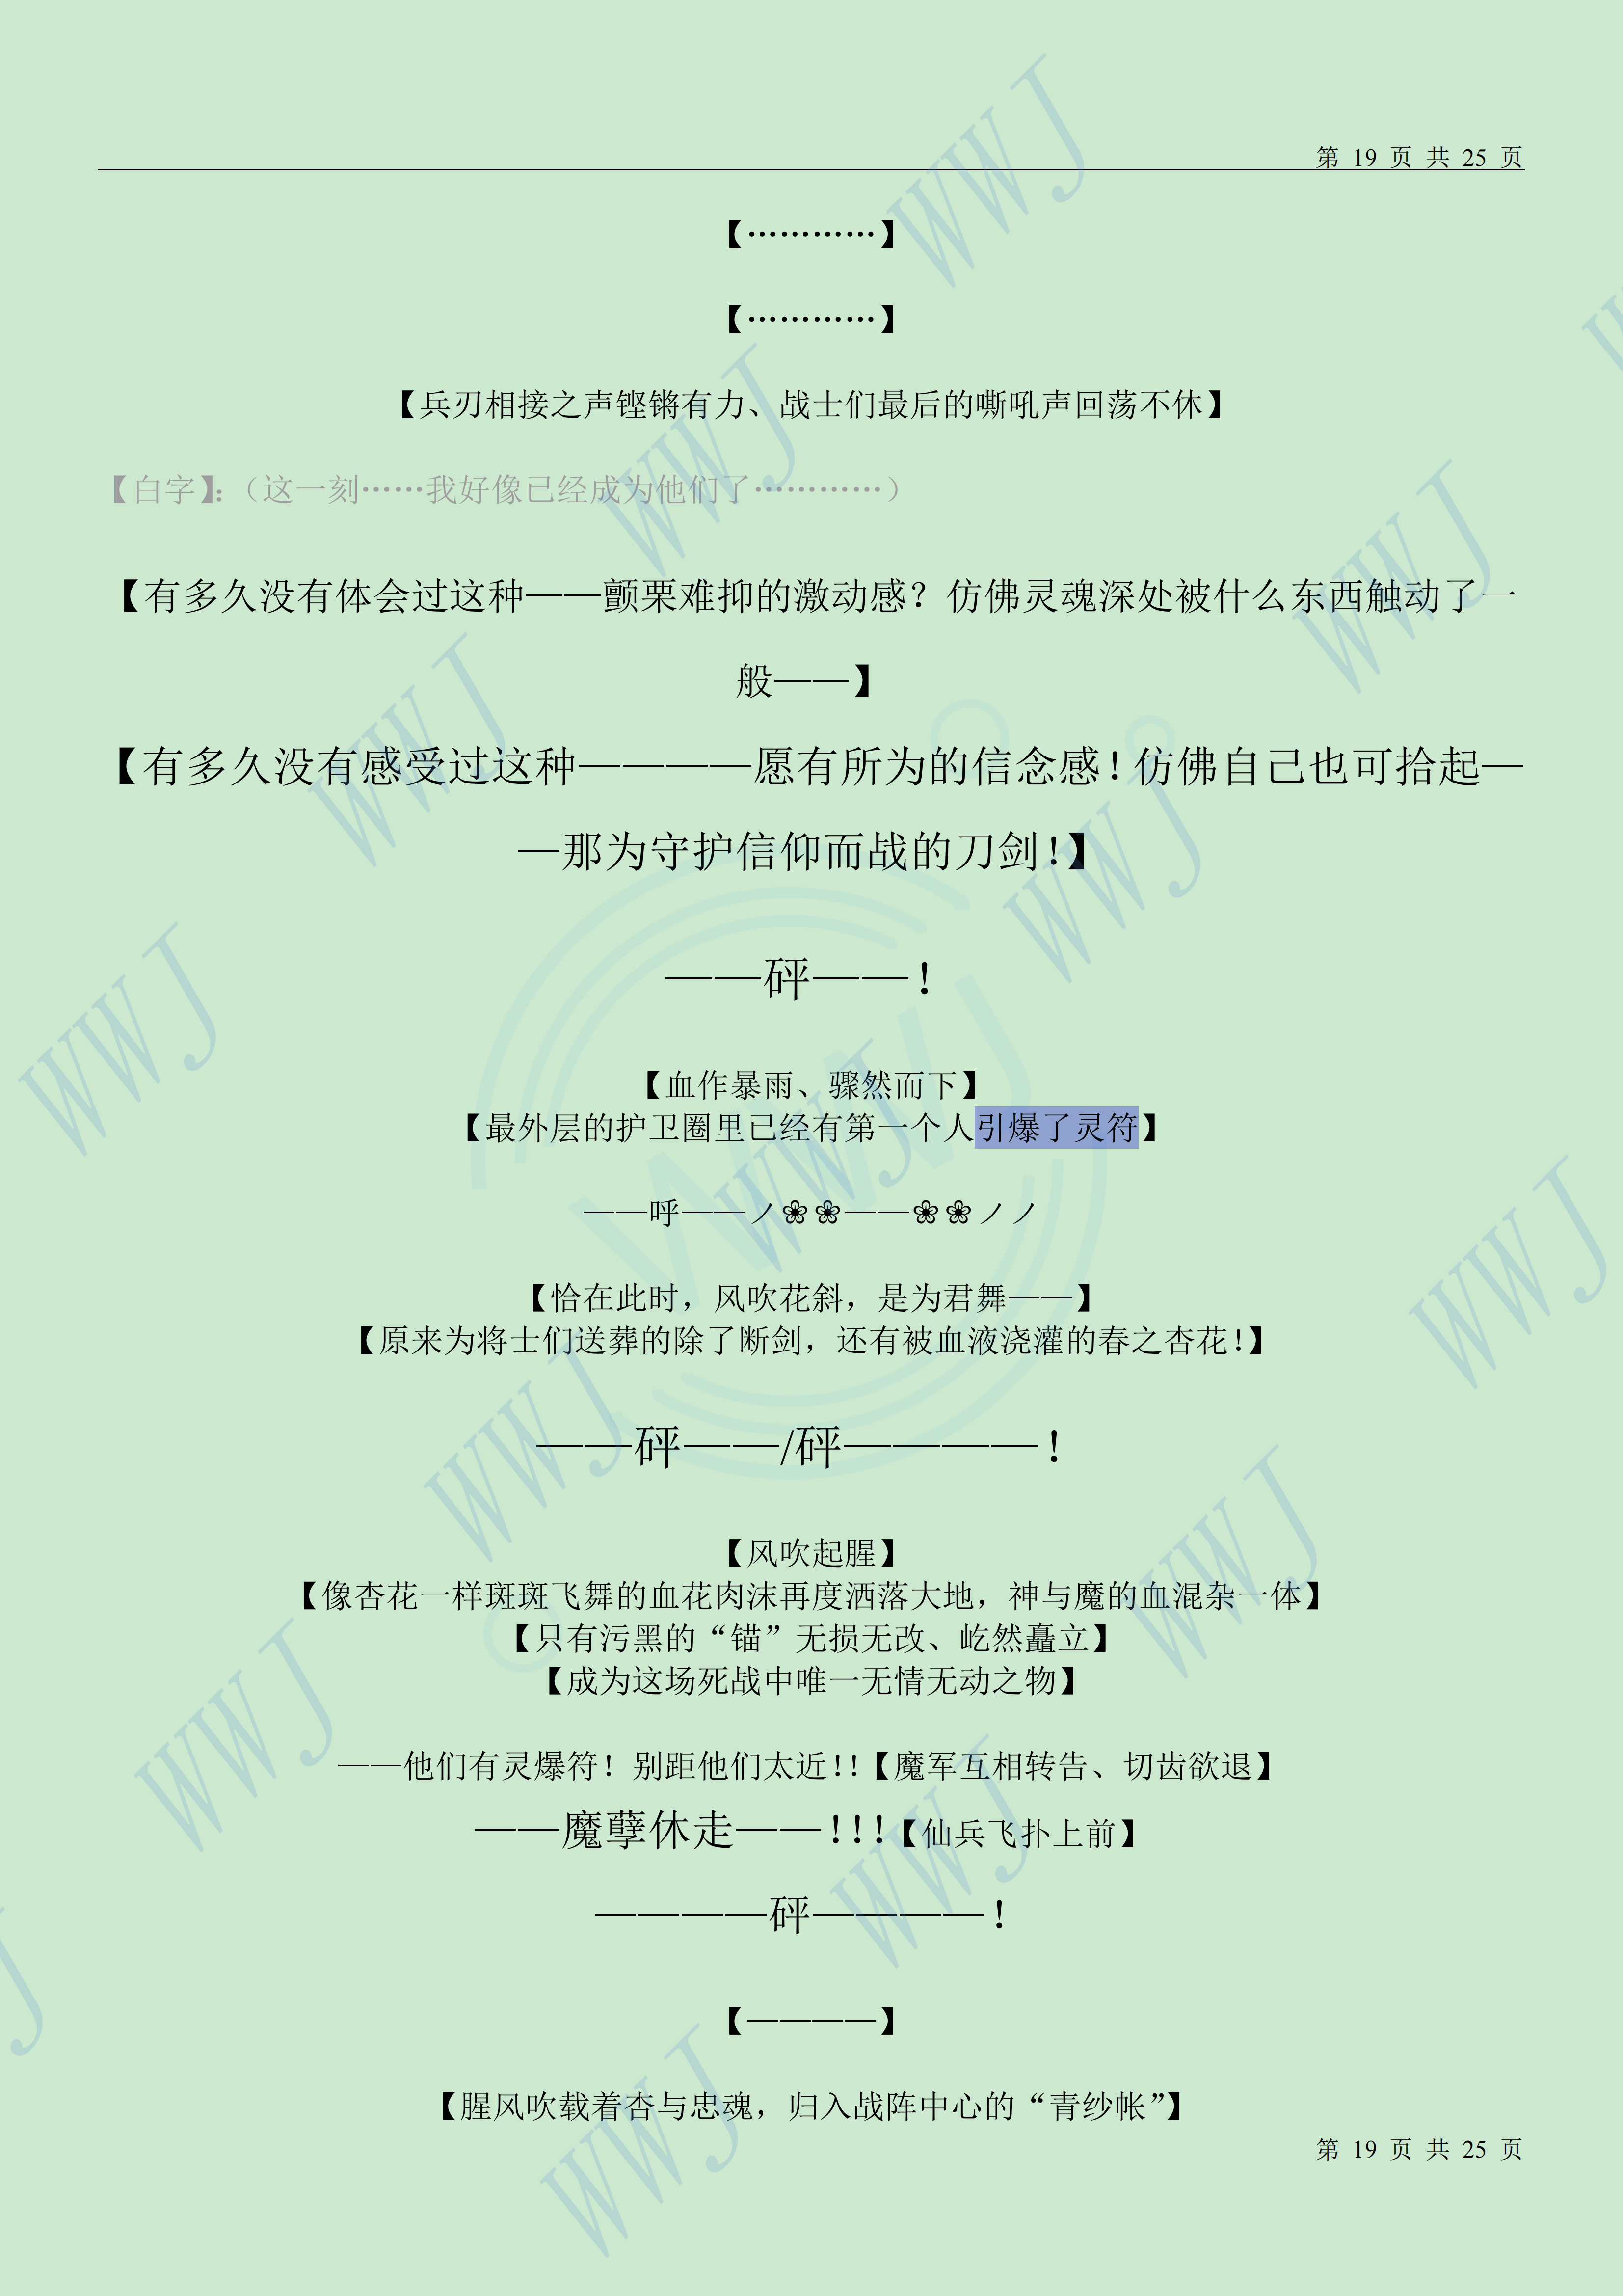 第 19 页 共 25 页
【…………】
【…………】
【兵刃相接之声铿锵有力、战士们最后的嘶吼声回荡不休】
【白字】：（这一刻……我好像已经成为他们了…………）
【有多久没有体会过这种——颤栗难抑的激动感？仿佛灵魂深处被什么东西触动了一
般——】
【有多久没有感受过这种————愿有所为的信念感！仿佛自己也可拾起—
—那为守护信仰而战的刀剑！】
——砰——！
【血作暴雨、骤然而下】
【最外层的护卫圈里已经有第一个人引爆了灵符】
——呼——ノ❀❀——❀❀ノノ
【恰在此时，风吹花斜，是为君舞——】
【原来为将士们送葬的除了断剑，还有被血液浇灌的春之杏花！】
——砰——/砰————！
【风吹起腥】
【像杏花一样斑斑飞舞的血花肉沫再度洒落大地，神与魔的血混杂一体】
【只有污黑的“锚”无损无改、屹然矗立】
【成为这场死战中唯一无情无动之物】
——他们有灵爆符！别距他们太近！！【魔军互相转告、切齿欲退】
——魔孽休走——！！！【仙兵飞扑上前】
————砰————！
【————】
【腥风吹载着杏与忠魂，归入战阵中心的“青纱帐”】
第 19 页 共 25 页
WWJ
WWJ
WWJ
WWJ
WWJ
WWJ
WWJ
WWJ
WWJ
WWJ
WWJ
WWJ
WWJ
WWJ